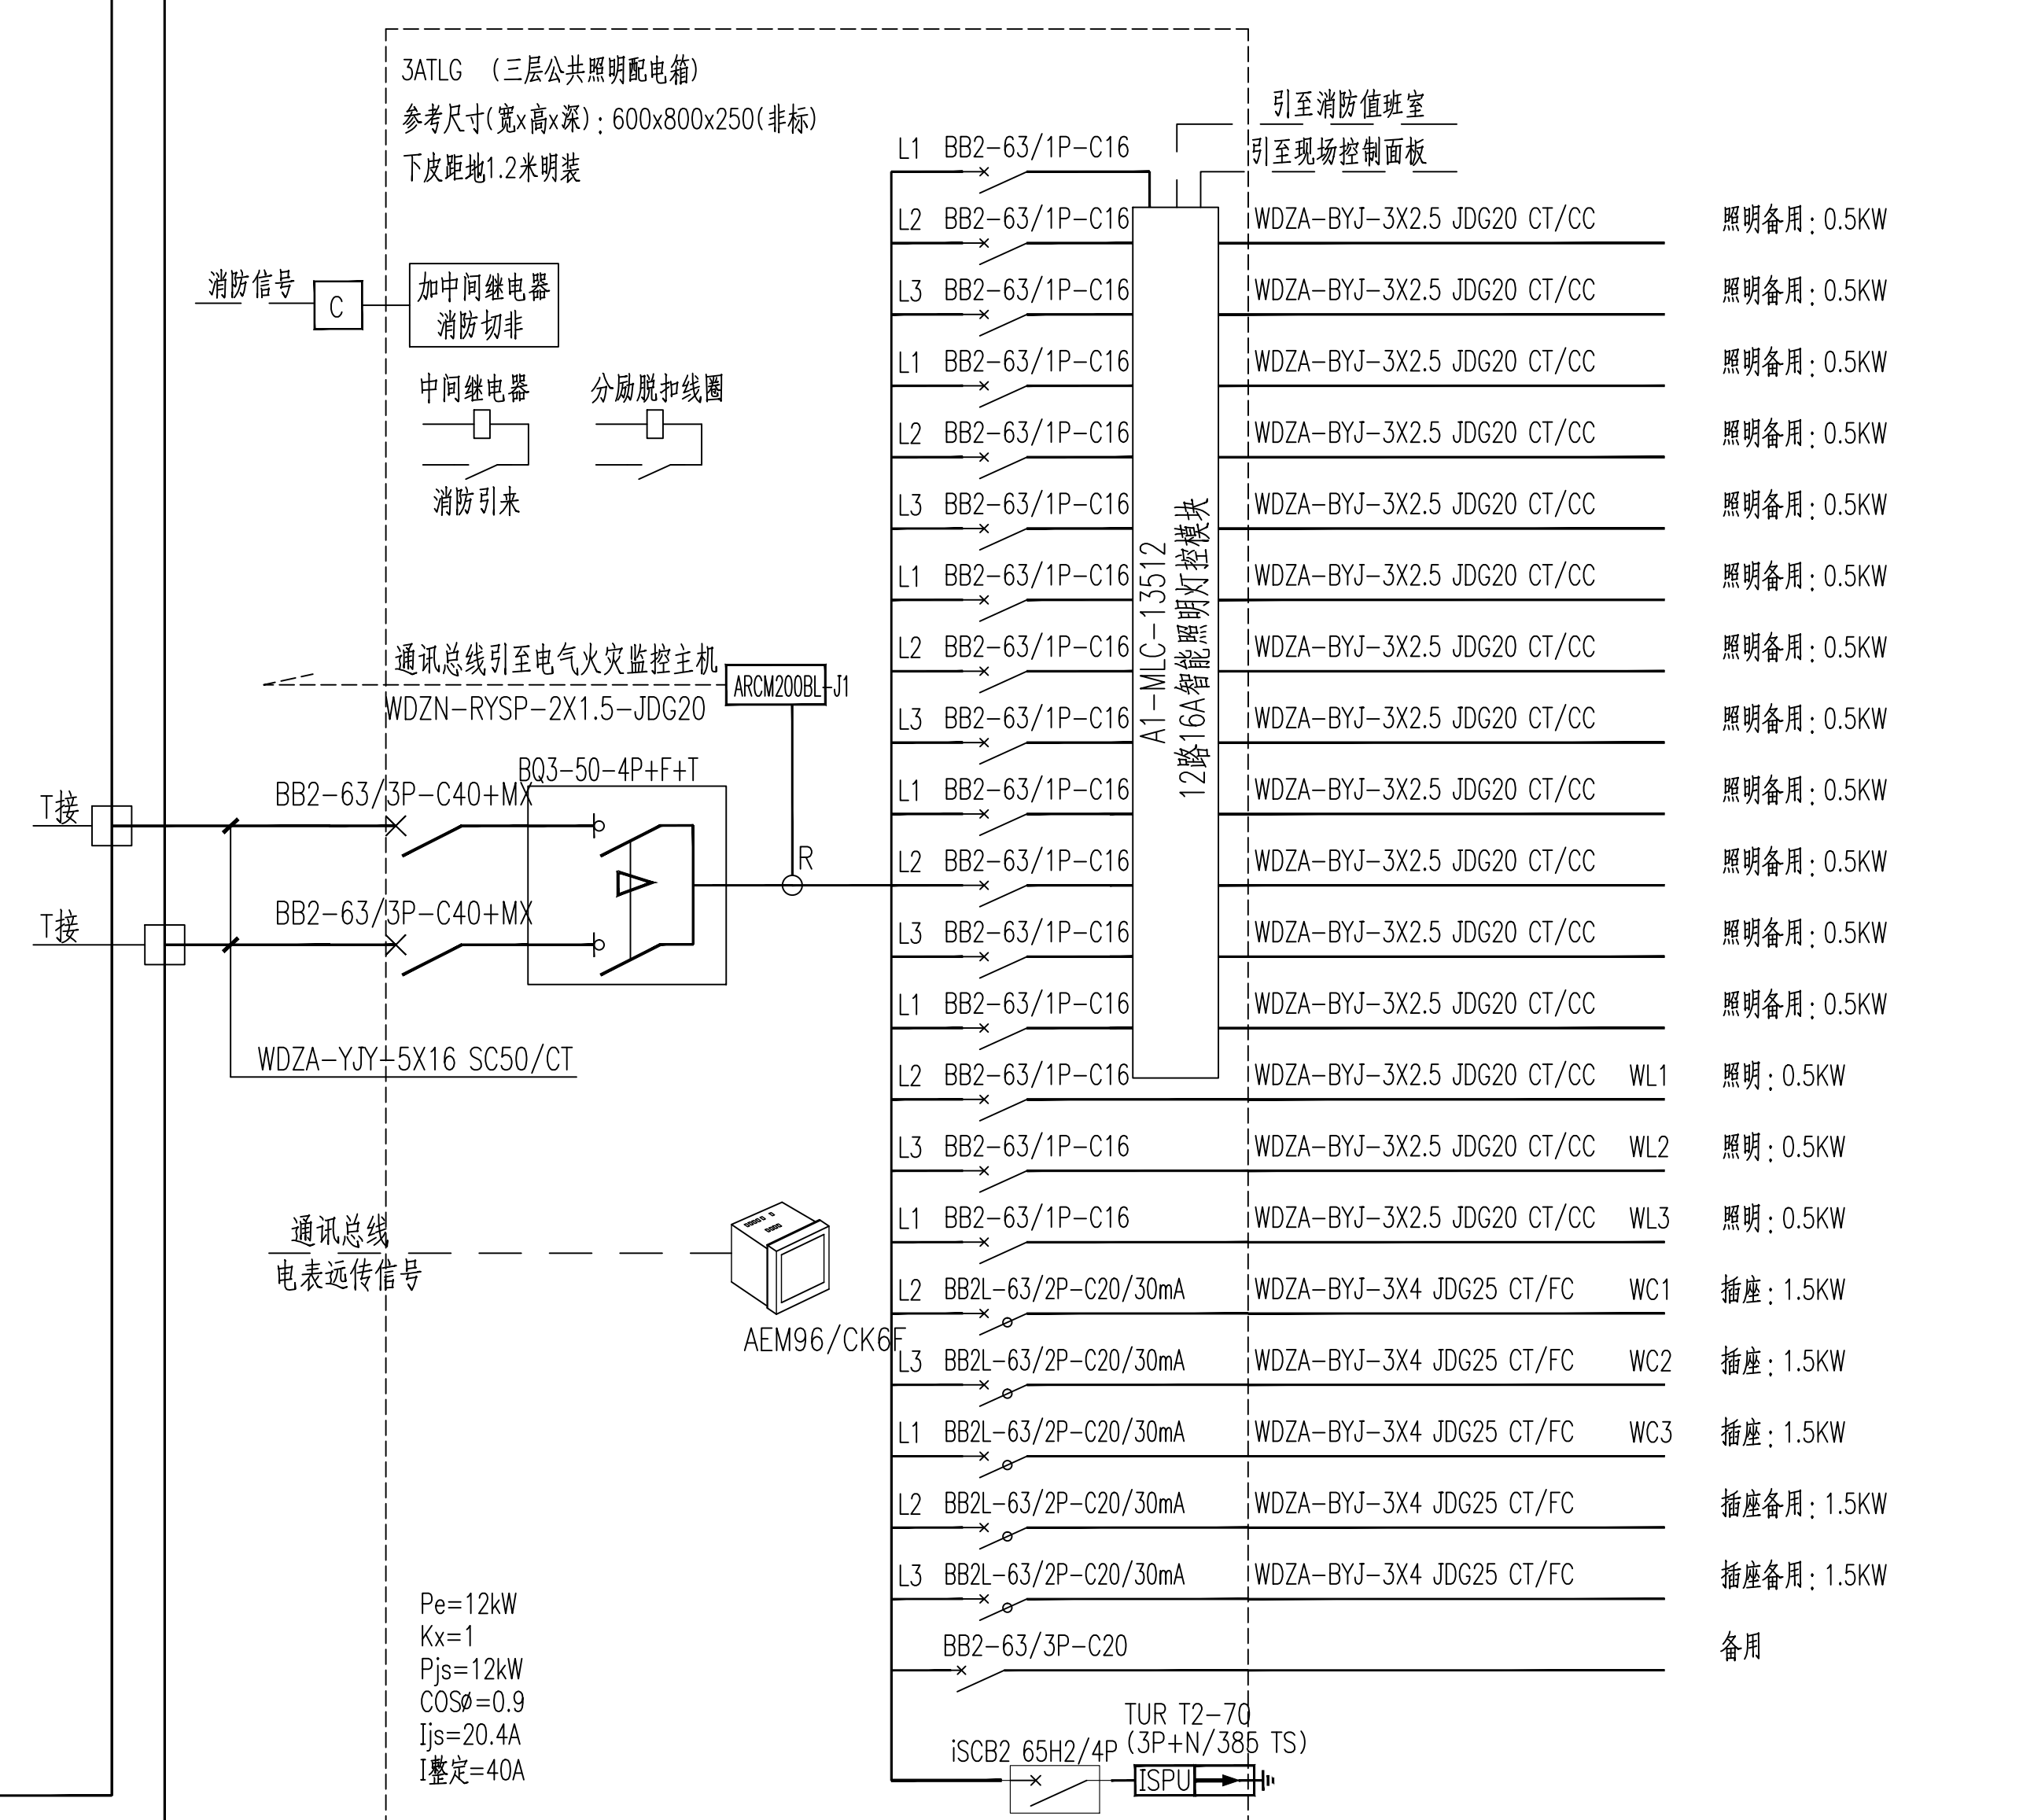 3ATLG （三层公共照明配电箱）
参考尺寸(宽x高x深)：600x800x250(非标)
下皮距地1.2米明装
引至消防值班室
引至现场控制面板
消防信号
C
加中间继电器
消防切非
中间继电器
分励脱扣线圈
消防引来
通讯总线引至电气火灾监控主机
WDZN-RYSP-2X1.5-JDG20
ARCM200BL-J1
BQ3-50-4P+F+T
T接
BB2-63/3P-C40+MX
R
T接
BB2-63/3P-C40+MX
WDZA-YJY-5X16 SC50/CT
通讯总线
电表远传信号
AEM96/CK6F
Pe=12kW
Kx=1
Pjs=12kW
COSø=0.9
Ijs=20.4A
I整定=40A
A1-MLC-13512
12路16A智能照明灯控模块
L1 BB2-63/1P-C16
L2 BB2-63/1P-C16 WDZA-BYJ-3X2.5 JDG20 CT/CC 照明备用：0.5KW
L3 BB2-63/1P-C16 WDZA-BYJ-3X2.5 JDG20 CT/CC 照明备用：0.5KW
L1 BB2-63/1P-C16 WDZA-BYJ-3X2.5 JDG20 CT/CC 照明备用：0.5KW
L2 BB2-63/1P-C16 WDZA-BYJ-3X2.5 JDG20 CT/CC 照明备用：0.5KW
L3 BB2-63/1P-C16 WDZA-BYJ-3X2.5 JDG20 CT/CC 照明备用：0.5KW
L1 BB2-63/1P-C16 WDZA-BYJ-3X2.5 JDG20 CT/CC 照明备用：0.5KW
L2 BB2-63/1P-C16 WDZA-BYJ-3X2.5 JDG20 CT/CC 照明备用：0.5KW
L3 BB2-63/1P-C16 WDZA-BYJ-3X2.5 JDG20 CT/CC 照明备用：0.5KW
L1 BB2-63/1P-C16 WDZA-BYJ-3X2.5 JDG20 CT/CC 照明备用：0.5KW
L2 BB2-63/1P-C16 WDZA-BYJ-3X2.5 JDG20 CT/CC 照明备用：0.5KW
L3 BB2-63/1P-C16 WDZA-BYJ-3X2.5 JDG20 CT/CC 照明备用：0.5KW
L1 BB2-63/1P-C16 WDZA-BYJ-3X2.5 JDG20 CT/CC 照明备用：0.5KW
L2 BB2-63/1P-C16 WDZA-BYJ-3X2.5 JDG20 CT/CC WL1 照明：0.5KW
L3 BB2-63/1P-C16 WDZA-BYJ-3X2.5 JDG20 CT/CC WL2 照明：0.5KW
L1 BB2-63/1P-C16 WDZA-BYJ-3X2.5 JDG20 CT/CC WL3 照明：0.5KW
L2 BB2L-63/2P-C20/30mA WDZA-BYJ-3X4 JDG25 CT/FC WC1 插座：1.5KW
L3 BB2L-63/2P-C20/30mA WDZA-BYJ-3X4 JDG25 CT/FC WC2 插座：1.5KW
L1 BB2L-63/2P-C20/30mA WDZA-BYJ-3X4 JDG25 CT/FC WC3 插座：1.5KW
L2 BB2L-63/2P-C20/30mA WDZA-BYJ-3X4 JDG25 CT/FC 插座备用：1.5KW
L3 BB2L-63/2P-C20/30mA WDZA-BYJ-3X4 JDG25 CT/FC 插座备用：1.5KW
BB2-63/3P-C20 备用
TUR T2-70
(3P+N/385 TS)
iSCB2 65H2/4P
ISPU